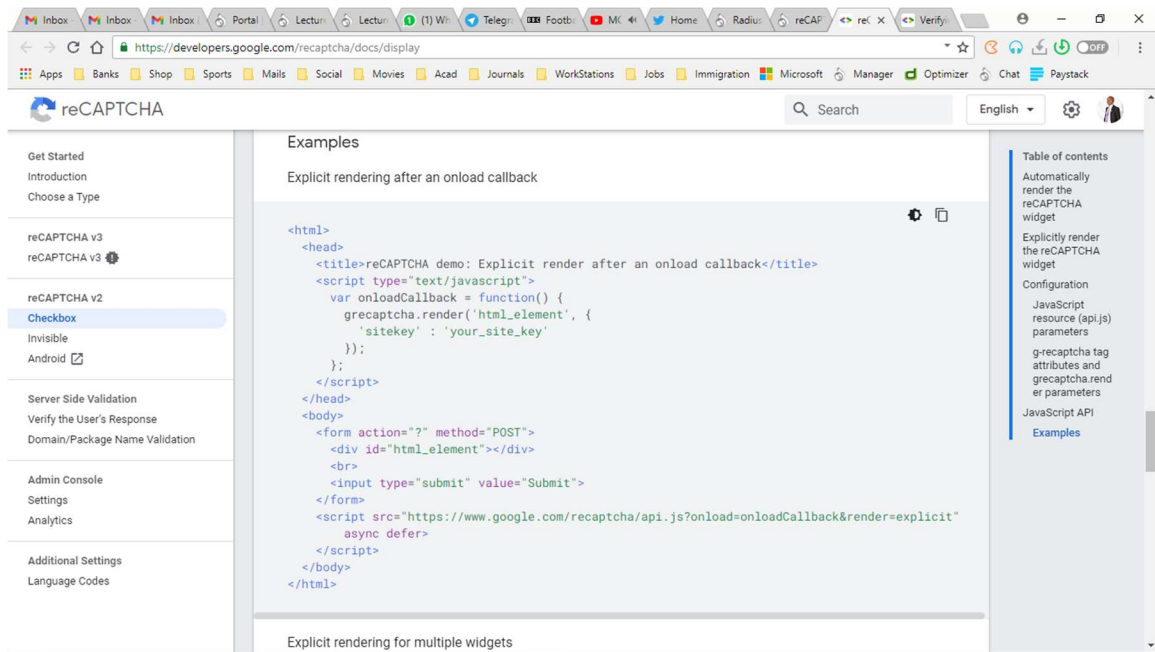 Inbox
Inbox
Inbox
Portal
Lectur
Lectur
(1) Wh
Telegr
Footba
Home
Radius
reCAP
Verifyi
https://developers.google.com/recaptcha/docs/display
OFF
Apps Banks Shop Sports Mails Social Movies Acad Journals WorkStations Jobs Immigration Microsoft Manager Optimizer Chat Paystack
reCAPTCHA
Search
English
Get Started
Introduction
Choose a Type
reCAPTCHA v3
reCAPTCHA v3
reCAPTCHA v2
Checkbox
Invisible
Android
Server Side Validation
Verify the User's Response
Domain/Package Name Validation
Admin Console
Settings
Analytics
Additional Settings
Language Codes
Examples
Explicit rendering after an onload callback
<html>
<head>
<title>reCAPTCHA demo: Explicit render after an onload callback</title>
<script type="text/javascript">
var onloadCallback = function() {
grecaptcha.render('html_element', {
'sitekey' : 'your_site_key'
});
};
</script>
</head>
<body>
<form action="?" method="POST">
<div id="html_element"></div>
<br>
<input type="submit" value="Submit">
</form>
<script src="https://www.google.com/recaptcha/api.js?onload=onloadCallback&render=explicit"
async defer>
</script>
</body>
</html>
Explicit rendering for multiple widgets
Table of contents
Automatically
render the
reCAPTCHA
widget
Explicitly render
the reCAPTCHA
widget
Configuration
JavaScript
resource (api.js)
parameters
g-recaptcha tag
attributes and
grecaptcha.rend
er parameters
JavaScript API
Examples